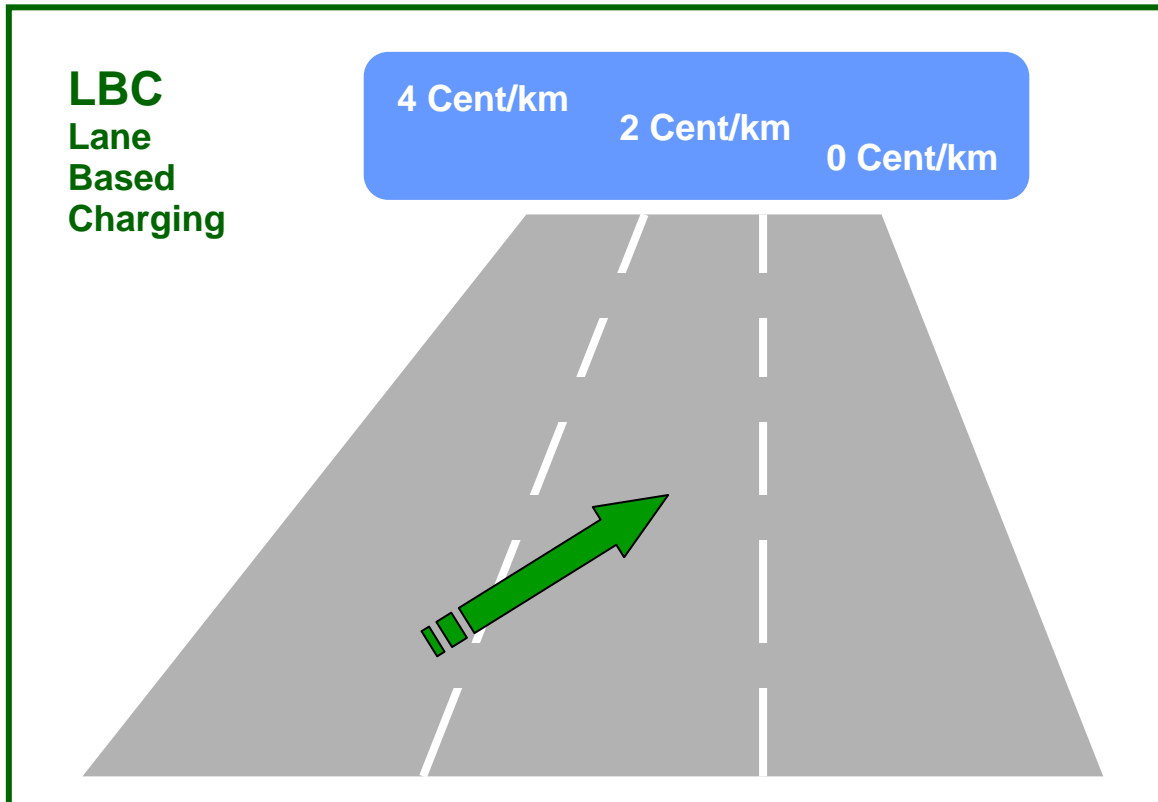 LBC
Lane
Based
Charging
4 Cent/km
2 Cent/km
0 Cent/km